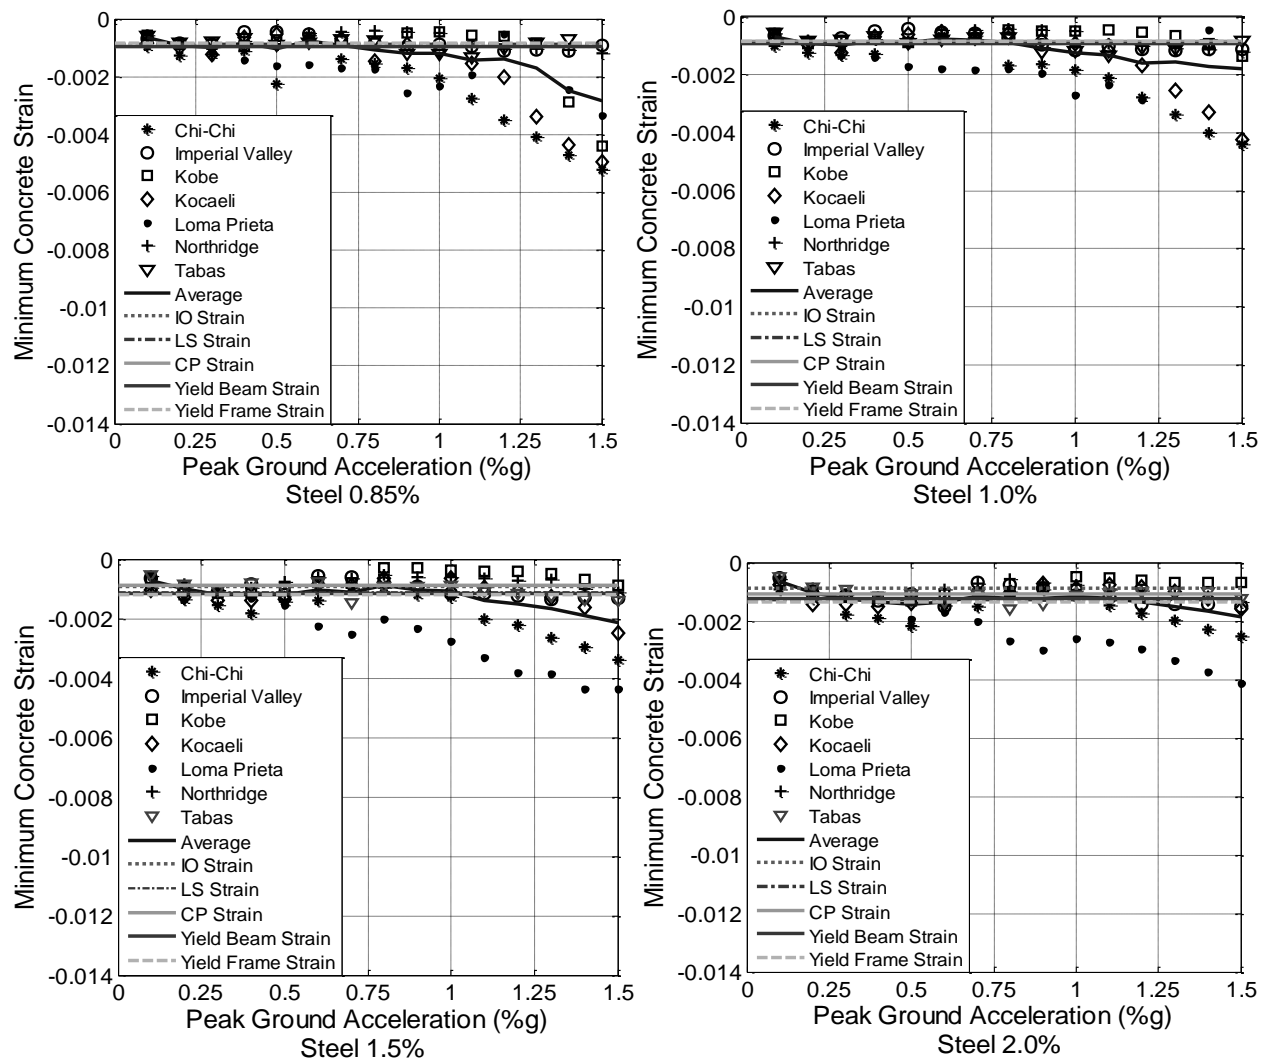 Minimum Concrete Strain
0
-0.002
-0.004
-0.006
-0.008
-0.01
-0.012
-0.014
Chi-Chi
Imperial Valley
Kobe
Kocaeli
Loma Prieta
Northridge
Tabas
Average
IO Strain
LS Strain
CP Strain
Yield Beam Strain
Yield Frame Strain
0 0.25 0.5 0.75 1 1.25 1.5
Peak Ground Acceleration (%g)
Steel 0.85%
Minimum Concrete Strain
0
-0.002
-0.004
-0.006
-0.008
-0.01
-0.012
-0.014
Chi-Chi
Imperial Valley
Kobe
Kocaeli
Loma Prieta
Northridge
Tabas
Average
IO Strain
LS Strain
CP Strain
Yield Beam Strain
Yield Frame Strain
0 0.25 0.5 0.75 1 1.25 1.5
Peak Ground Acceleration (%g)
Steel 1.0%
Minimum Concrete Strain
0
-0.002
-0.004
-0.006
-0.008
-0.01
-0.012
-0.014
Chi-Chi
Imperial Valley
Kobe
Kocaeli
Loma Prieta
Northridge
Tabas
Average
IO Strain
LS Strain
CP Strain
Yield Beam Strain
Yield Frame Strain
0 0.25 0.5 0.75 1 1.25 1.5
Peak Ground Acceleration (%g)
Steel 1.5%
Minimum Concrete Strain
0
-0.002
-0.004
-0.006
-0.008
-0.01
-0.012
-0.014
Chi-Chi
Imperial Valley
Kobe
Kocaeli
Loma Prieta
Northridge
Tabas
Average
IO Strain
LS Strain
CP Strain
Yield Beam Strain
Yield Frame Strain
0 0.25 0.5 0.75 1 1.25 1.5
Peak Ground Acceleration (%g)
Steel 2.0%